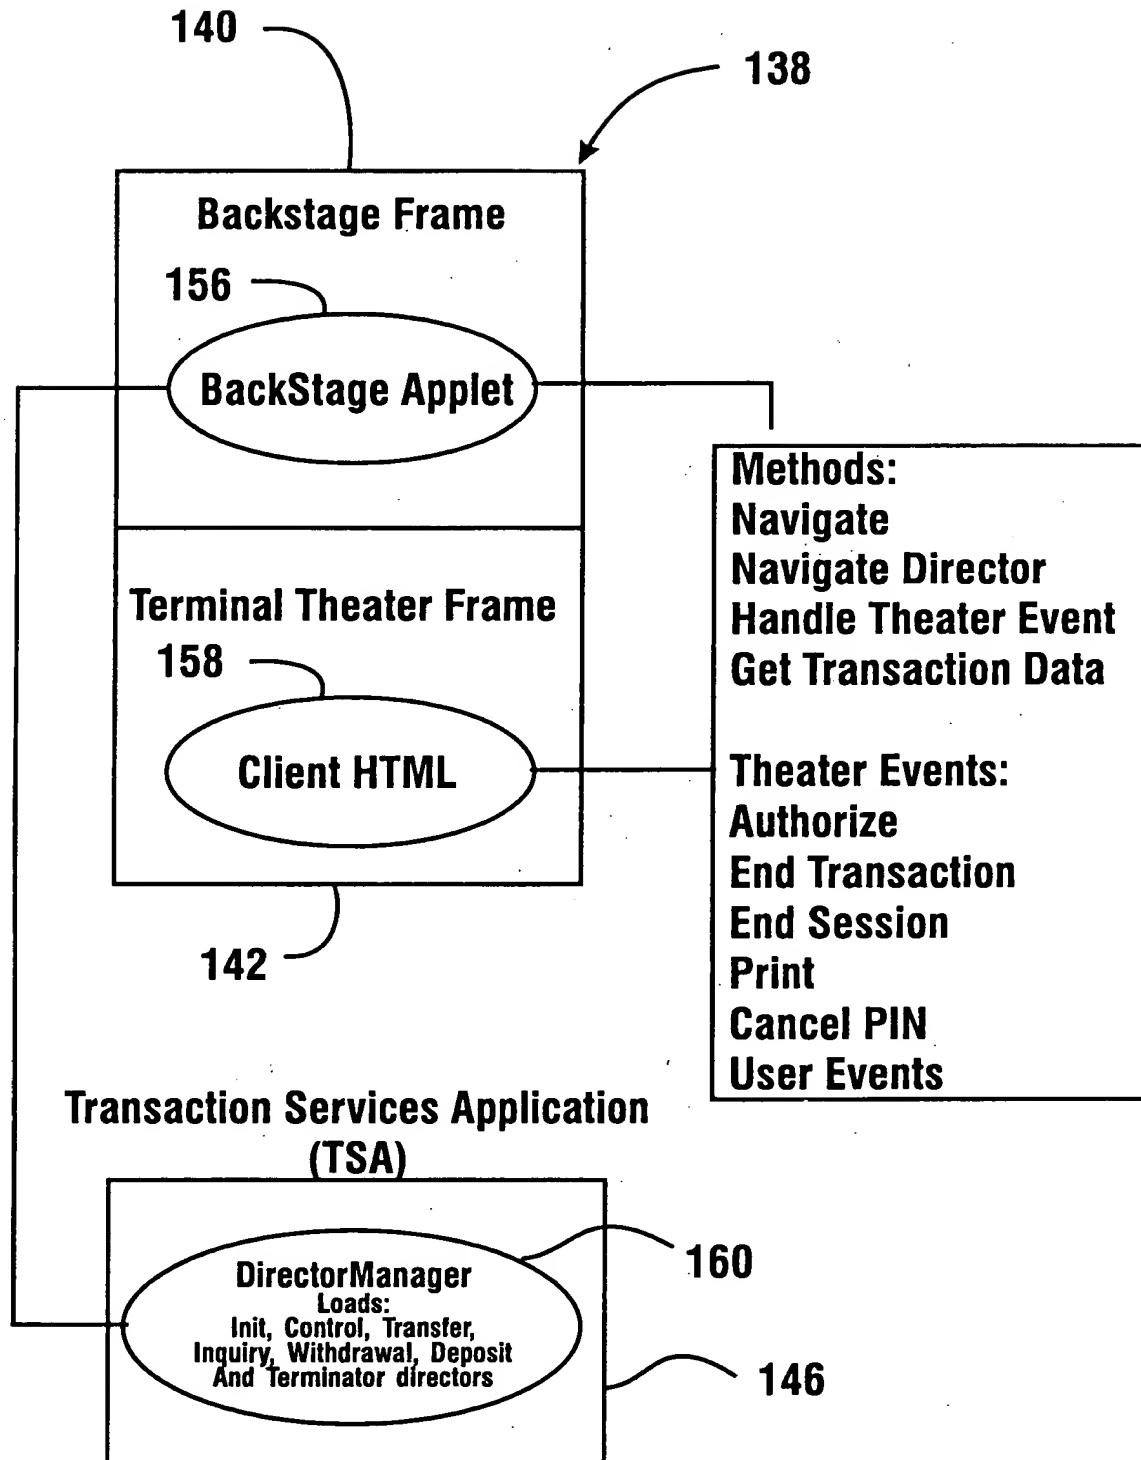 140
138
Backstage Frame
156
BackStage Applet
Methods:
Navigate
Navigate Director
Handle Theater Event
Get Transaction Data
Terminal Theater Frame
158
Client HTML
Theater Events:
Authorize
End Transaction
End Session
Print
Cancel PIN
User Events
142
Transaction Services Application
(TSA)
160
DirectorManager
Loads:
Init, Control, Transfer,
Inquiry, Withdrawal, Deposit
And Terminator directors
146